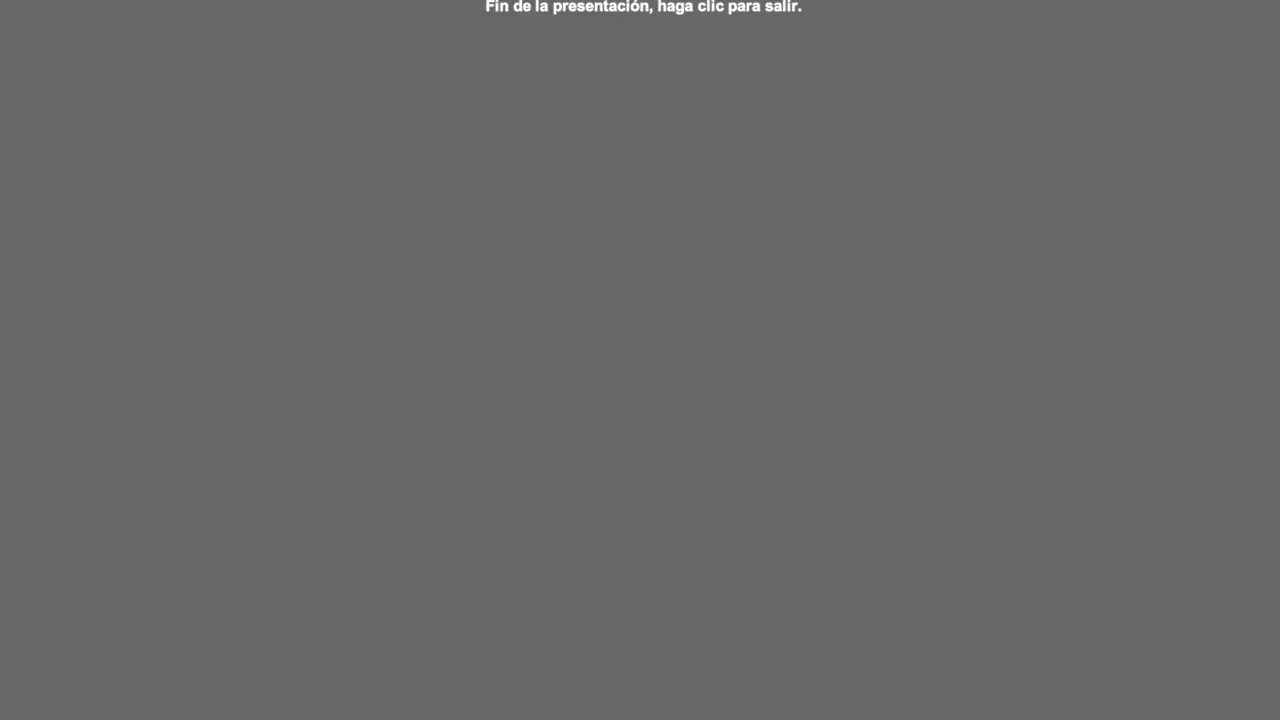 Fin de la presentación, haga clic para salir.